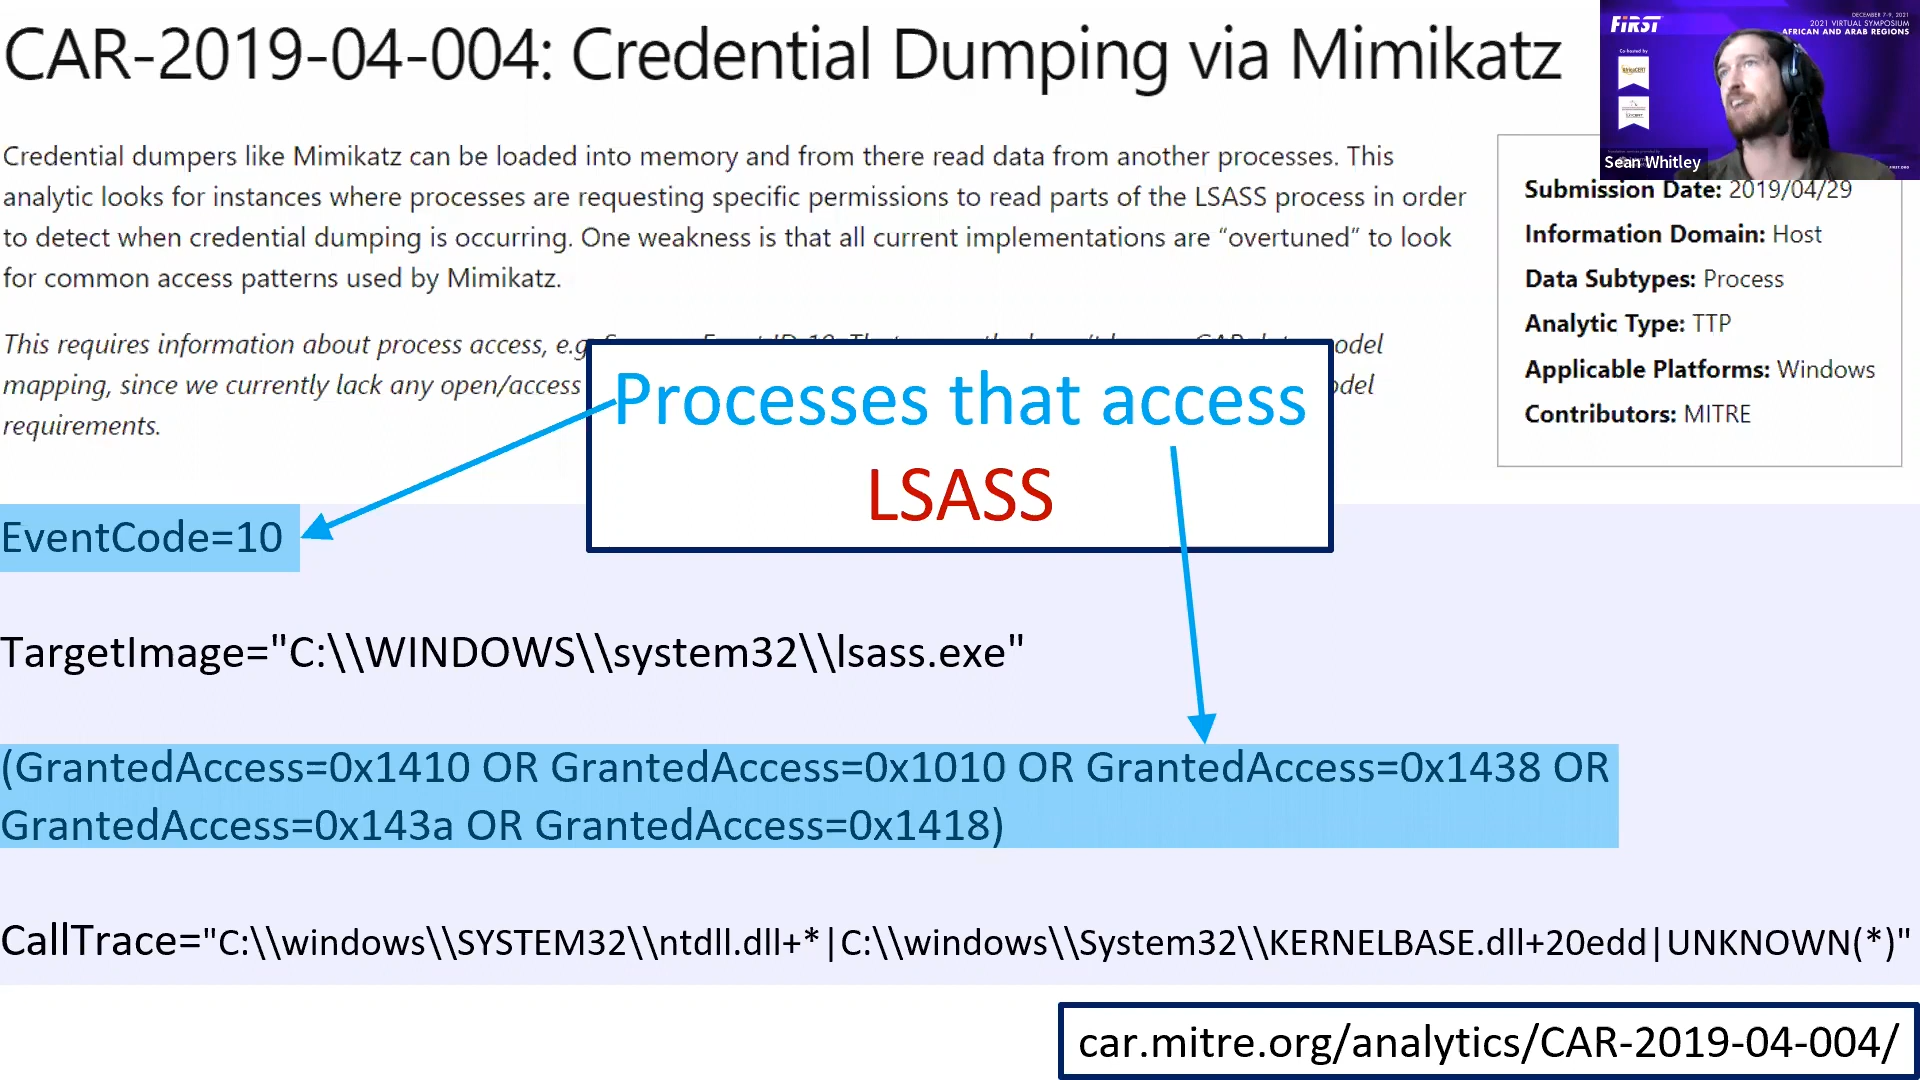 CAR-2019-04-004: Credential Dumping via Mimikatz
FiRST
DECEMBER 7-9, 2021
2021 VIRTUAL SYMPOSIUM
AFRICAN AND ARAB REGIONS
Co-hosted by
Sean Whitley
Credential dumpers like Mimikatz can be loaded into memory and from there read data from another processes. This
analytic looks for instances where processes are requesting specific permissions to read parts of the LSASS process in order
to detect when credential dumping is occurring. One weakness is that all current implementations are “overtuned” to look
for common access patterns used by Mimikatz.
This requires information about process access, e.g.
mapping, since we currently lack any open/access
requirements.
Submission Date: 2019/04/29
Information Domain: Host
Data Subtypes: Process
Analytic Type: TTP
Applicable Platforms: Windows
Contributors: MITRE
Processes that access
LSASS
EventCode=10
TargetImage="C:\\WINDOWS\\system32\\lsass.exe"
(GrantedAccess=0x1410 OR GrantedAccess=0x1010 OR GrantedAccess=0x1438 OR
GrantedAccess=0x143a OR GrantedAccess=0x1418)
CallTrace="C:\\windows\\SYSTEM32\\ntdll.dll+*|C:\\windows\\System32\\KERNELBASE.dll+20edd|UNKNOWN(*)"
car.mitre.org/analytics/CAR-2019-04-004/